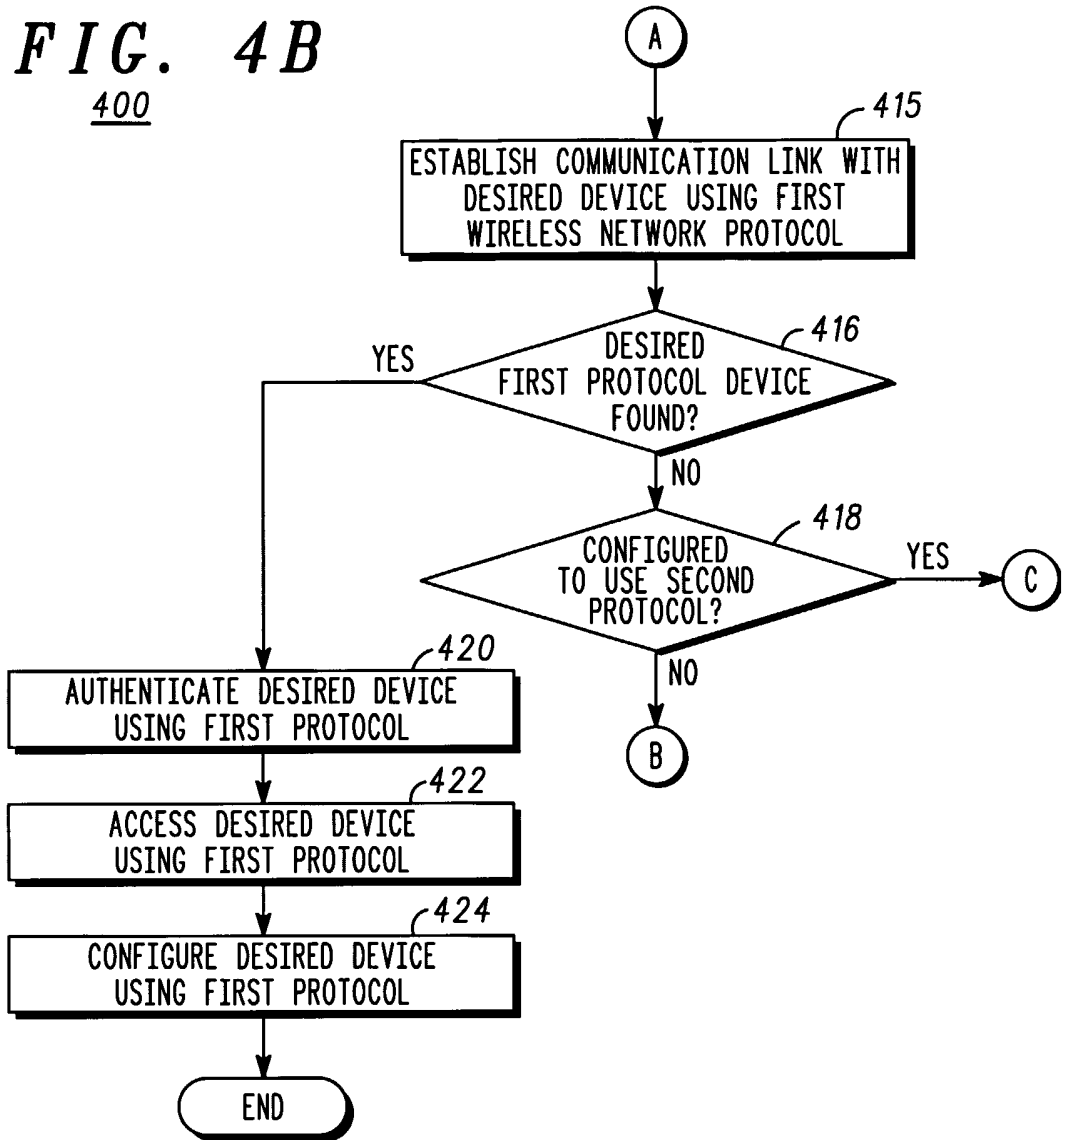 FIG. 4B
400
A
415
ESTABLISH COMMUNICATION LINK WITH
DESIRED DEVICE USING FIRST
WIRELESS NETWORK PROTOCOL
416
DESIRED
FIRST PROTOCOL DEVICE
FOUND?
YES
NO
418
CONFIGURED
TO USE SECOND
PROTOCOL?
YES
C
NO
B
420
AUTHENTICATE DESIRED DEVICE
USING FIRST PROTOCOL
422
ACCESS DESIRED DEVICE
USING FIRST PROTOCOL
424
CONFIGURE DESIRED DEVICE
USING FIRST PROTOCOL
END